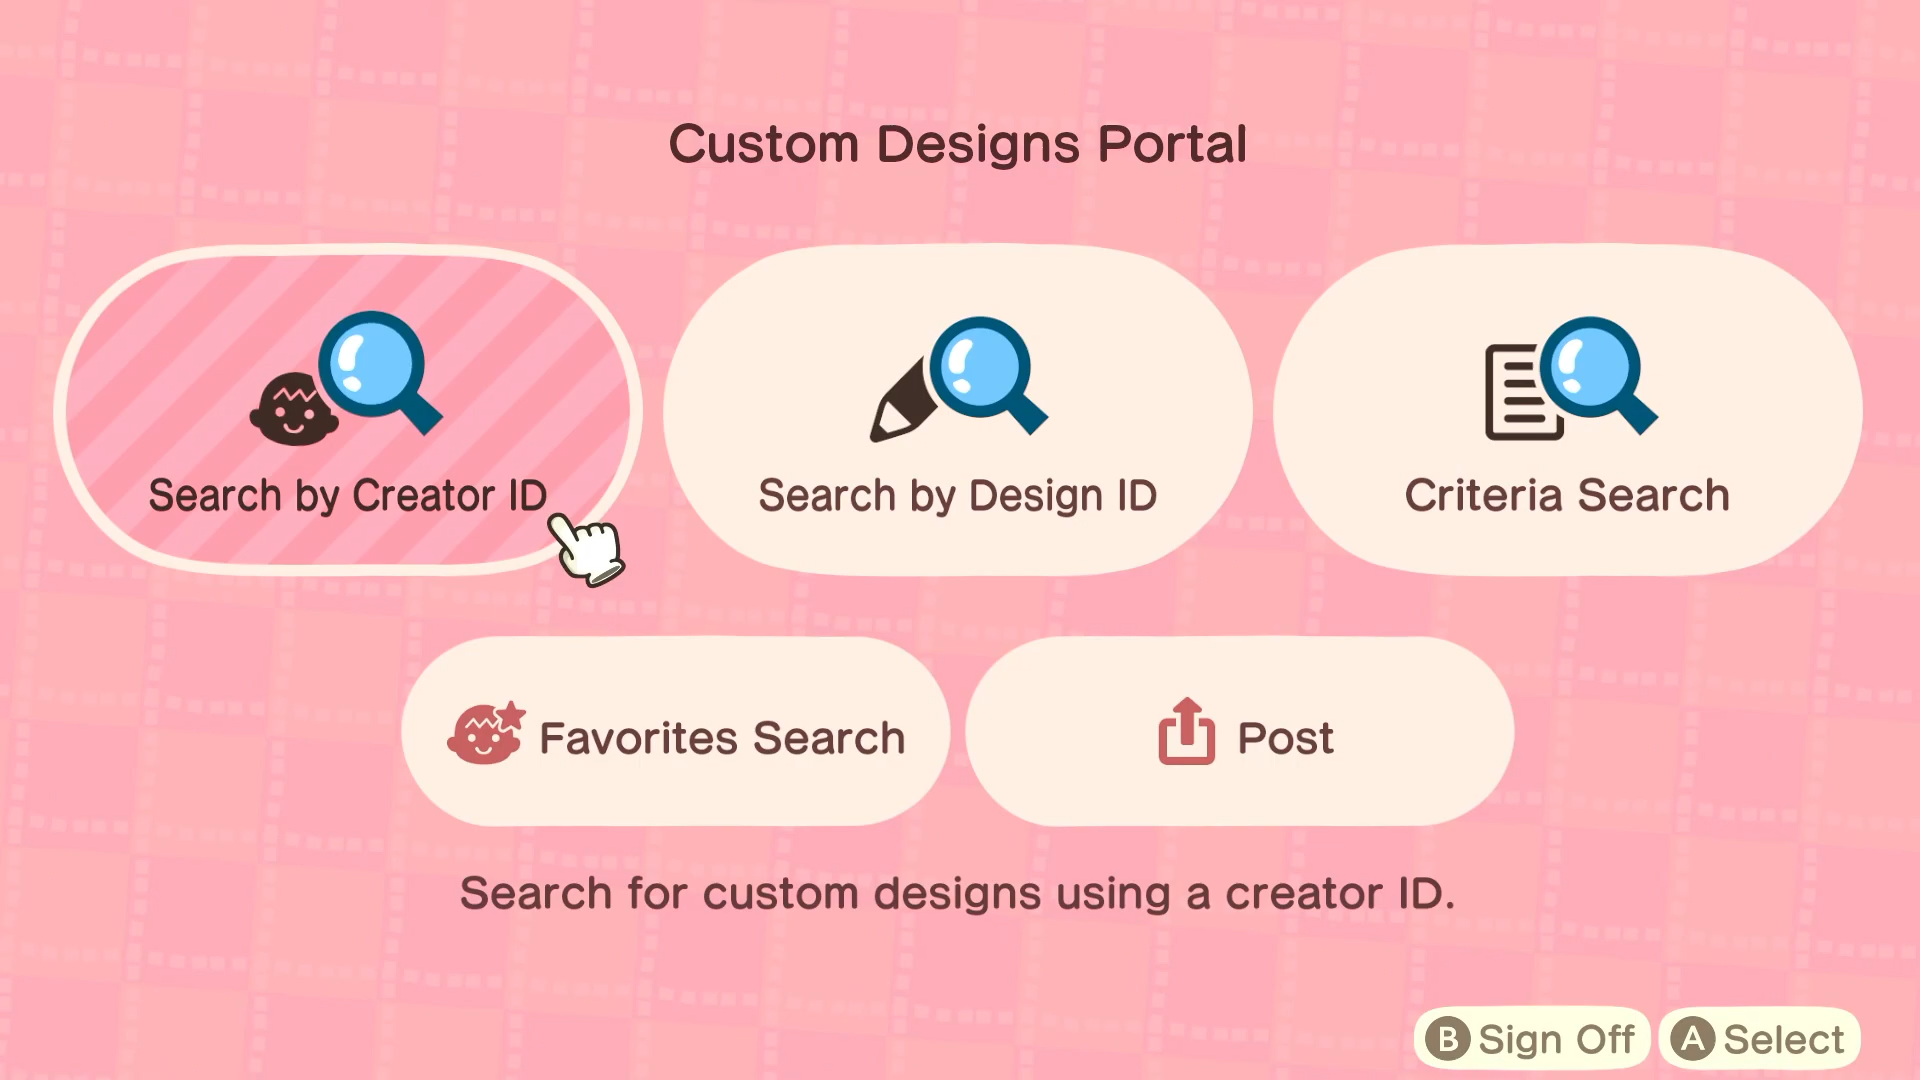 Custom Designs Portal
Search by Creator ID
Search by Design ID
Criteria Search
Favorites Search
Post
Search for custom designs using a creator ID.
B Sign Off
A Select